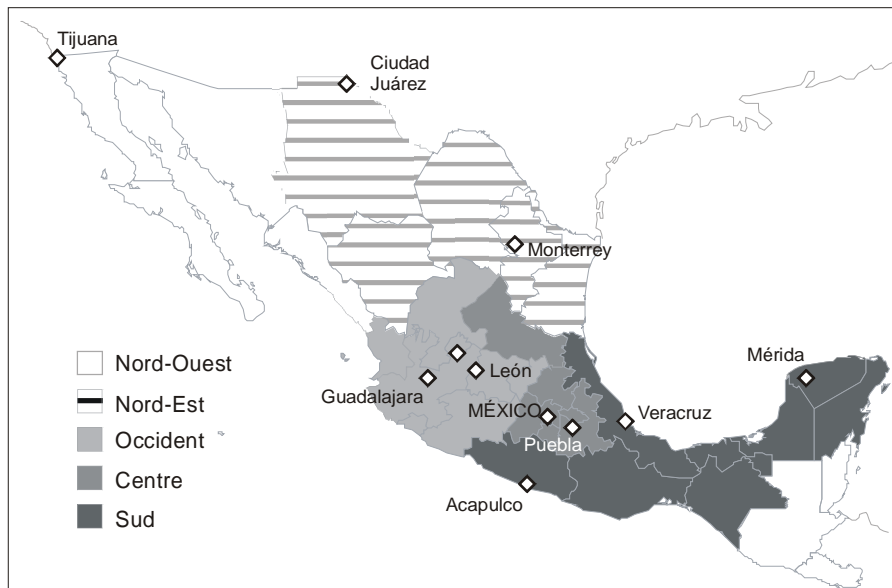 Tijuana
Ciudad
Juárez
Monterrey
Nord-Ouest
Mérida
León
Guadalajara
Nord-Est
MÉXICO
Veracruz
Occident
Puebla
Centre
Acapulco
Sud